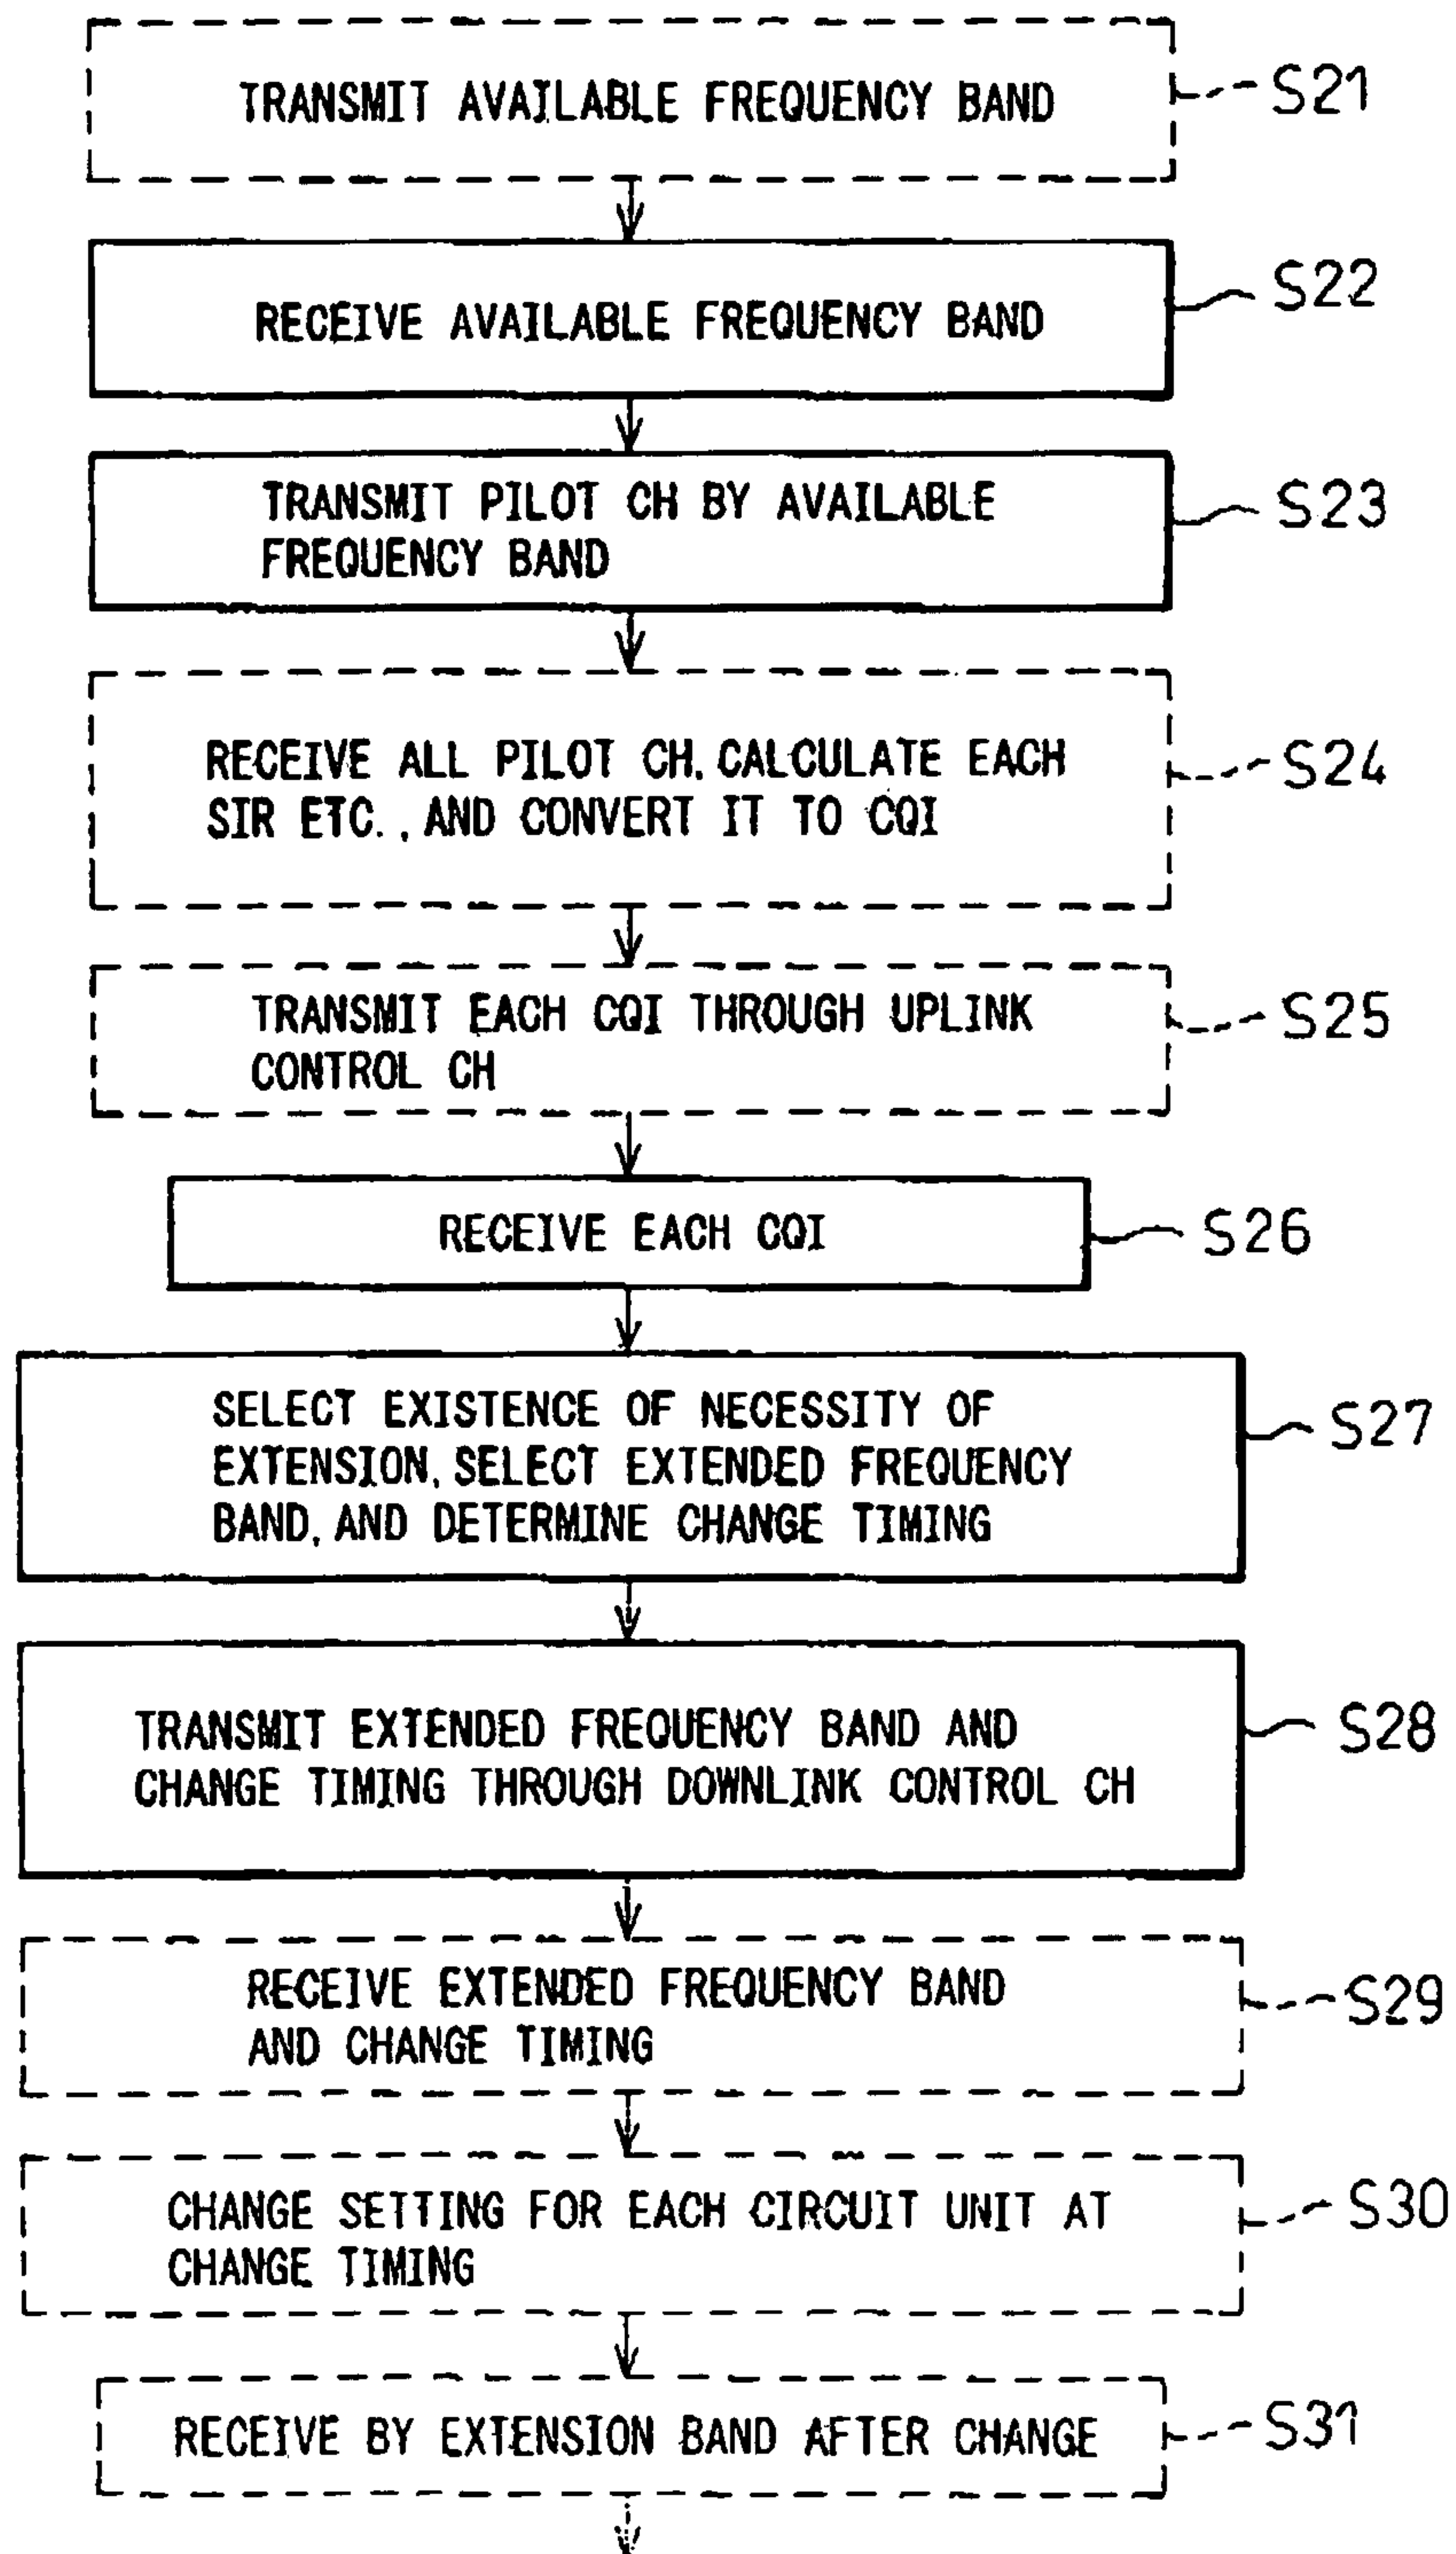 TRANSMIT AVAILABLE FREQUENCY BAND
S21
RECEIVE AVAILABLE FREQUENCY BAND
S22
TRANSMIT PILOT CH BY AVAILABLE
FREQUENCY BAND
S23
RECEIVE ALL PILOT CH, CALCULATE EACH
SIR ETC., AND CONVERT IT TO CQI
S24
TRANSMIT EACH CQI THROUGH UPLINK
CONTROL CH
S25
RECEIVE EACH CQI
S26
SELECT EXISTENCE OF NECESSITY OF
EXTENSION, SELECT EXTENDED FREQUENCY
BAND, AND DETERMINE CHANGE TIMING
S27
TRANSMIT EXTENDED FREQUENCY BAND AND
CHANGE TIMING THROUGH DOWNLINK CONTROL CH
S28
RECEIVE EXTENDED FREQUENCY BAND
AND CHANGE TIMING
S29
CHANGE SETTING FOR EACH CIRCUIT UNIT AT
CHANGE TIMING
S30
RECEIVE BY EXTENSION BAND AFTER CHANGE
S31